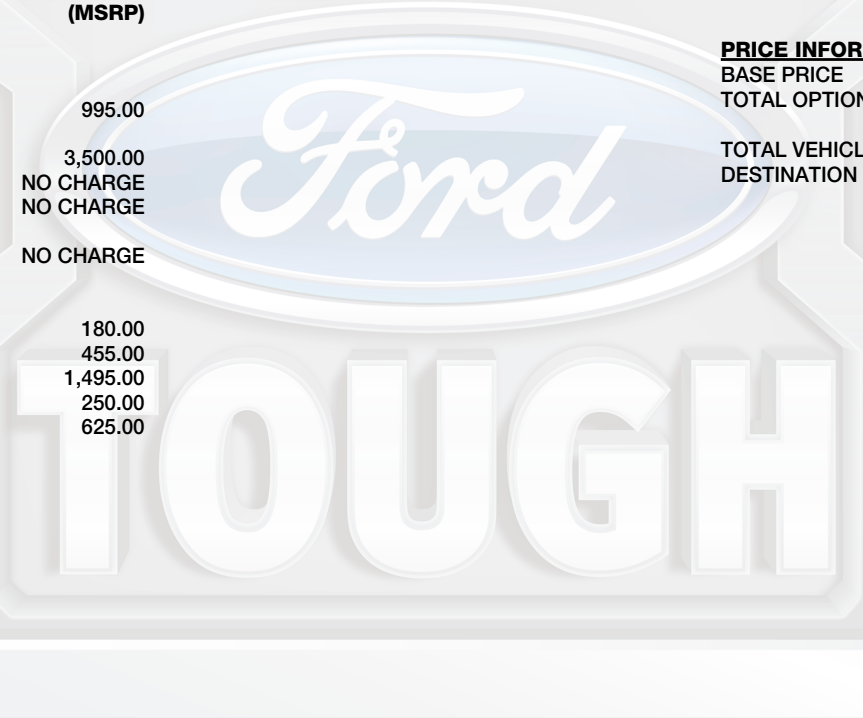 (MSRP)
995.00
3,500.00
NO CHARGE
NO CHARGE
NO CHARGE
180.00
455.00
1,495.00
250.00
625.00
PRICE INFOR
BASE PRICE
TOTAL OPTION
TOTAL VEHICL
DESTINATION
Ford
TOUGH